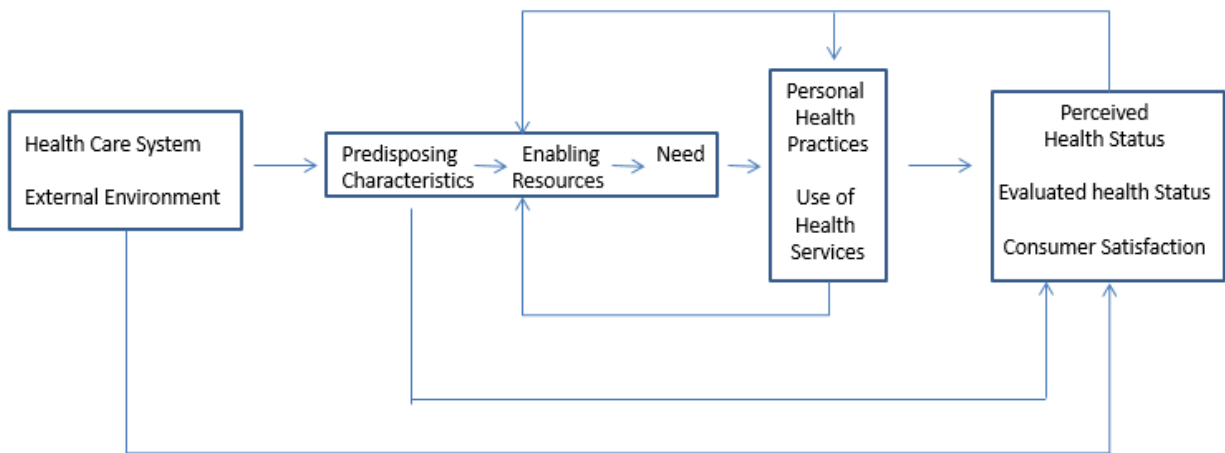 Health Care System
External Environment
Predisposing
Characteristics
Enabling
Resources
Need
Personal
Health
Practices
Use of
Health
Services
Perceived
Health Status
Evaluated health Status
Consumer Satisfaction